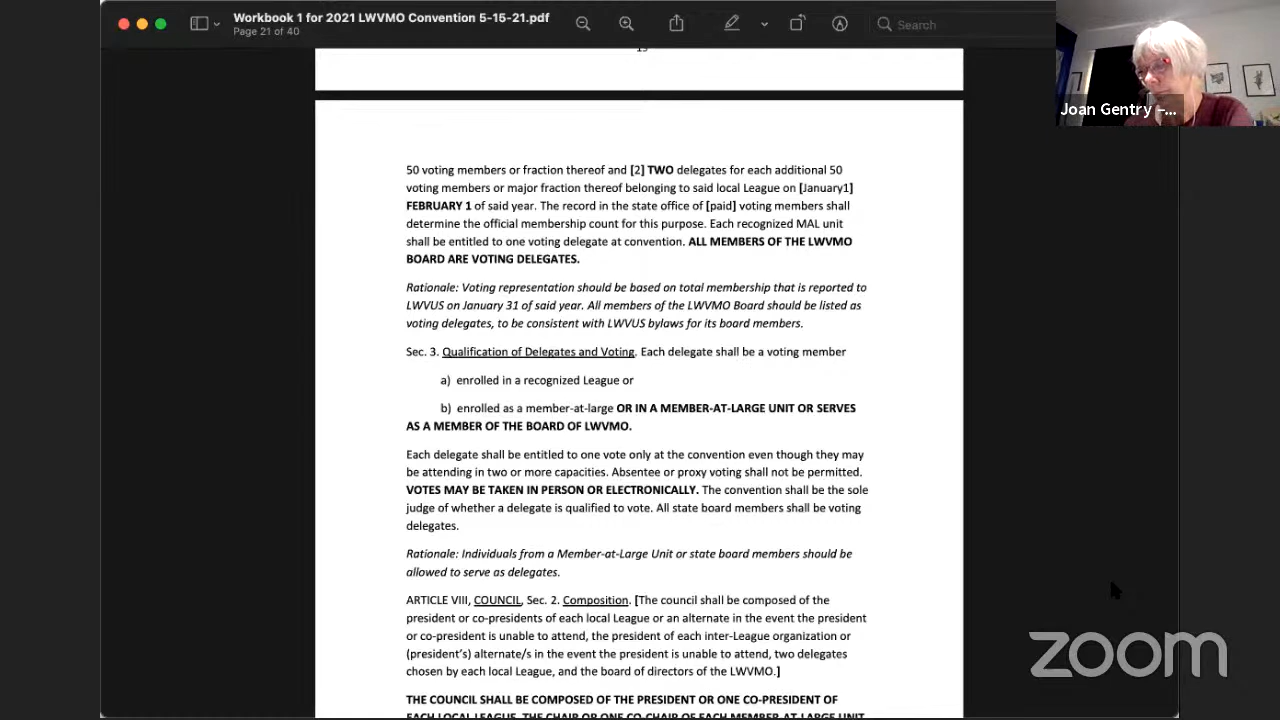 Workbook 1 for 2021 LWVMO Convention 5-15-21.pdf
Page 21 of 40
Search
Joan Gentry –...
50 voting members or fraction thereof and [2] TWO delegates for each additional 50
voting members or major fraction thereof belonging to said local League on [January1]
FEBRUARY 1 of said year. The record in the state office of [paid] voting members shall
determine the official membership count for this purpose. Each recognized MAL unit
shall be entitled to one voting delegate at convention. ALL MEMBERS OF THE LWVMO
BOARD ARE VOTING DELEGATES.
Rationale: Voting representation should be based on total membership that is reported to
LWVUS on January 31 of said year. All members of the LWVMO Board should be listed as
voting delegates, to be consistent with LWVUS bylaws for its board members.
Sec. 3. Qualification of Delegates and Voting. Each delegate shall be a voting member
a) enrolled in a recognized League or
b) enrolled as a member-at-large OR IN A MEMBER-AT-LARGE UNIT OR SERVES
AS A MEMBER OF THE BOARD OF LWVMO.
Each delegate shall be entitled to one vote only at the convention even though they may
be attending in two or more capacities. Absentee or proxy voting shall not be permitted.
VOTES MAY BE TAKEN IN PERSON OR ELECTRONICALLY. The convention shall be the sole
judge of whether a delegate is qualified to vote. All state board members shall be voting
delegates.
Rationale: Individuals from a Member-at-Large Unit or state board members should be
allowed to serve as delegates.
ARTICLE VIII, COUNCIL, Sec. 2. Composition. [The council shall be composed of the
president or co-presidents of each local League or an alternate in the event the president
or co-president is unable to attend, the president of each inter-League organization or
(president's) alternate/s in the event the president is unable to attend, two delegates
chosen by each local League, and the board of directors of the LWVMO.]
THE COUNCIL SHALL BE COMPOSED OF THE PRESIDENT OR ONE CO-PRESIDENT OF
EACH LOCAL LEAGUE, THE CHAIR OR ONE CO-CHAIR OF EACH MEMBER-AT-LARGE UNIT
zoom